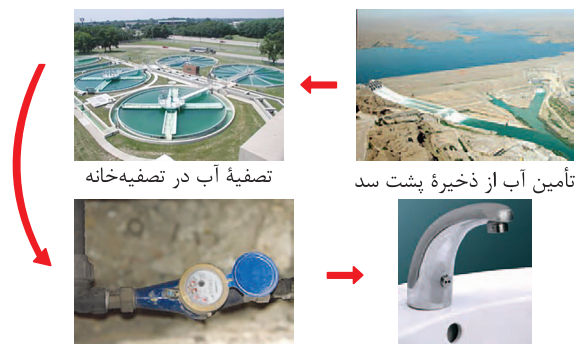 تأمین آب از ذخیرهٔ پشت سد
تصفیهٔ آب در تصفیه‌خانه